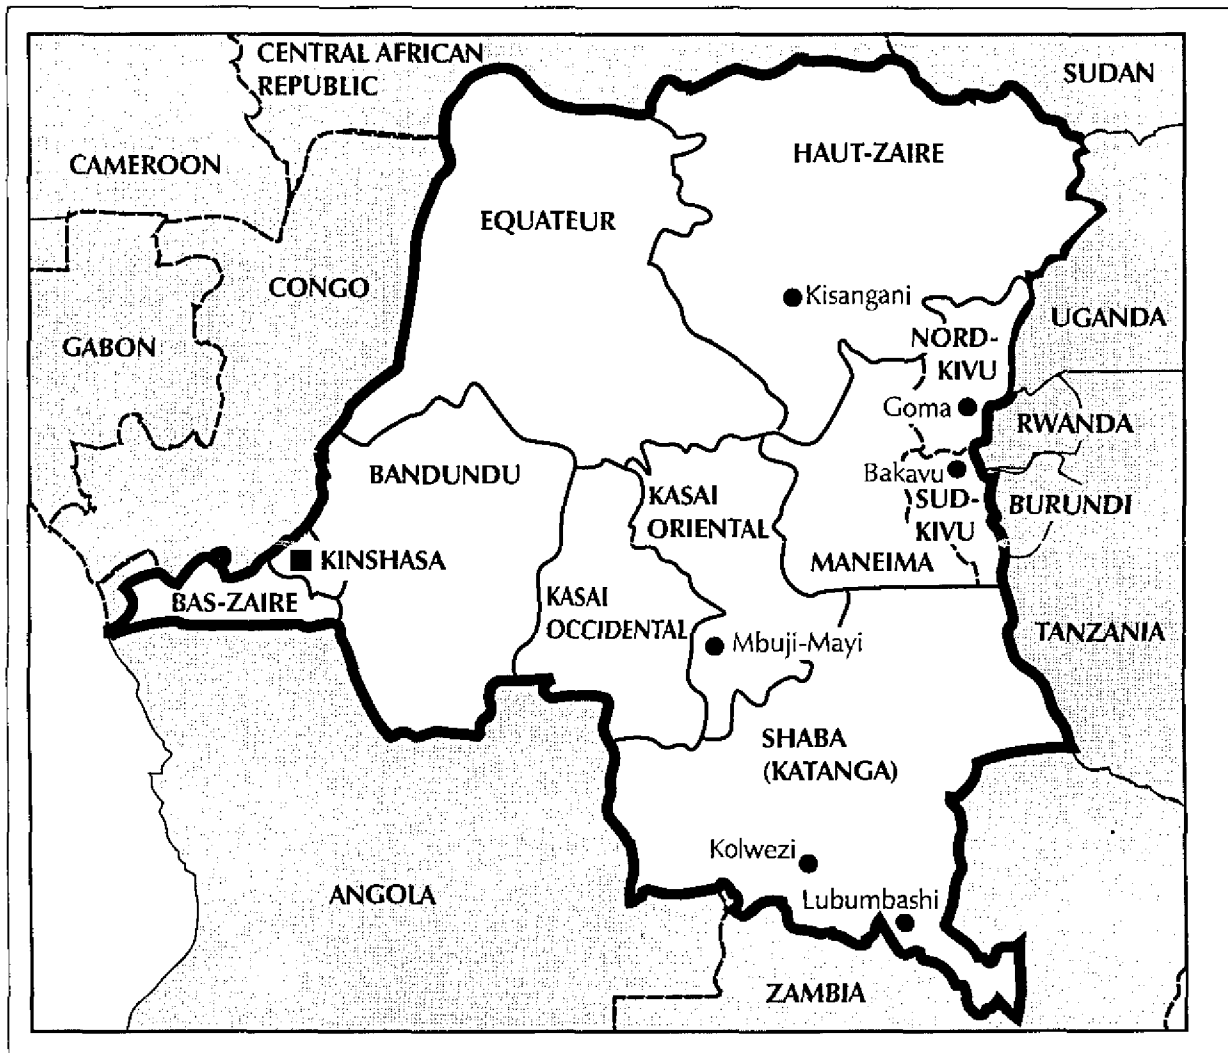 CENTRAL AFRICAN
REPUBLIC
SUDAN
CAMEROON
HAUT-ZAIRE
EQUATEUR
CONGO
Kisangani
UGANDA
GABON
NORD-
KIVU
Goma
RWANDA
BANDUNDU
Bakavu
KASAI
ORIENTAL
SUD-
KIVU
BURUNDI
KINSHASA
MANEIMA
BAS-ZAIRE
KASAI
OCCIDENTAL
Mbuji-Mayi
TANZANIA
SHABA
(KATANGA)
Kolwezi
ANGOLA
Lubumbashi
ZAMBIA